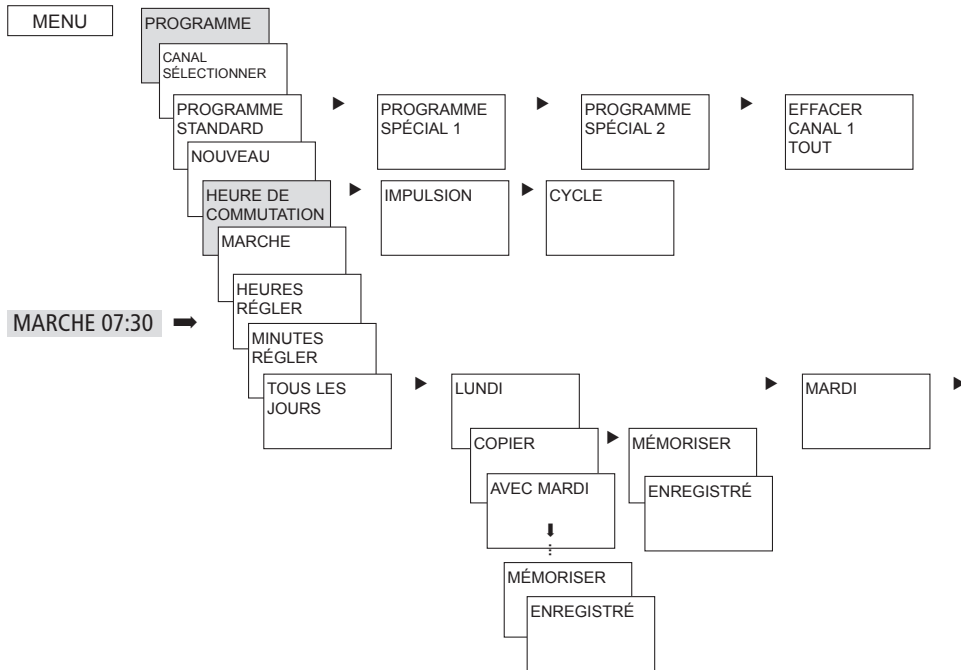 MENU
PROGRAMME
CANAL
SÉLECTIONNER
PROGRAMME
STANDARD
PROGRAMME
SPÉCIAL 1
PROGRAMME
SPÉCIAL 2
EFFACER
CANAL 1
TOUT
NOUVEAU
HEURE DE
COMMUTATION
IMPULSION
CYCLE
MARCHE
HEURES
RÉGLER
MARCHE 07:30
MINUTES
RÉGLER
TOUS LES
JOURS
LUNDI
MARDI
COPIER
MÉMORISER
AVEC MARDI
ENREGISTRÉ
MÉMORISER
ENREGISTRÉ